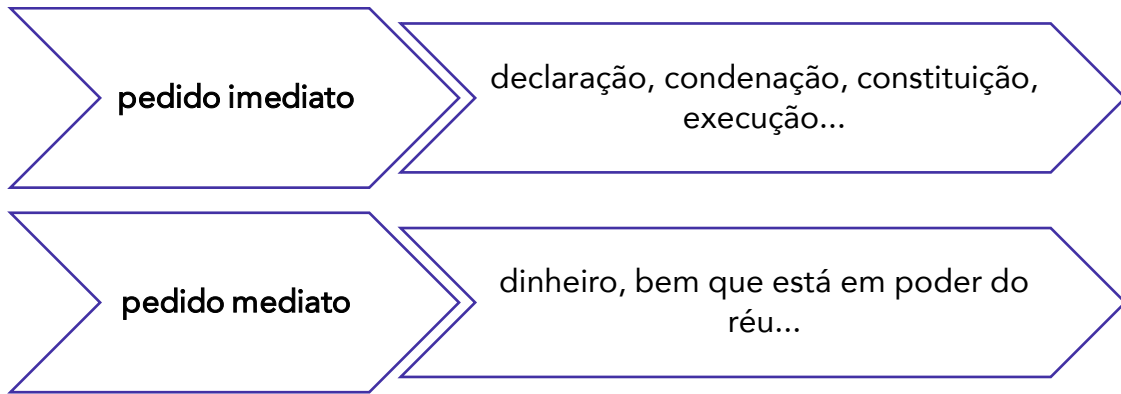 pedido imediato
declaração, condenação, constituição,
execução...
pedido mediato
dinheiro, bem que está em poder do
réu...